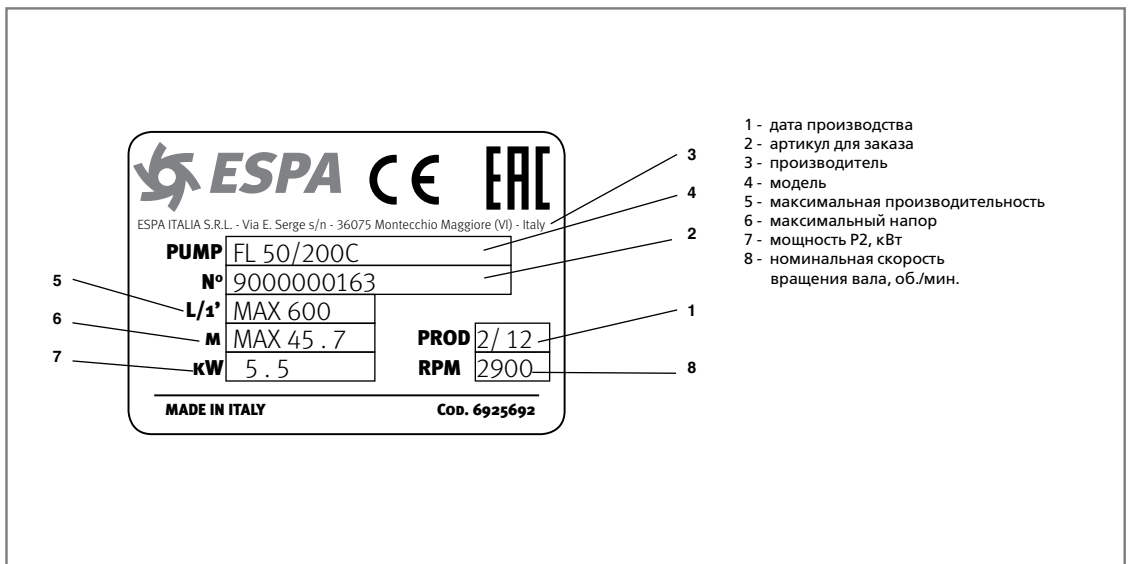 ESPA CE EAC
ESPA ITALIA S.R.L. - Via E. Serge s/n - 36075 Montecchio Maggiore (VI) - Italy
PUMP FL 50/200C
Nº 9000000163
L/1’ MAX 600
M MAX 45.7
KW 5.5
PROD 2/12
RPM 2900
MADE IN ITALY COD. 6925692
3
4
2
5
6
7
1
8
1 - дата производства
2 - артикул для заказа
3 - производитель
4 - модель
5 - максимальная производительность
6 - максимальный напор
7 - мощность P2, кВт
8 - номинальная скорость
вращения вала, об./мин.